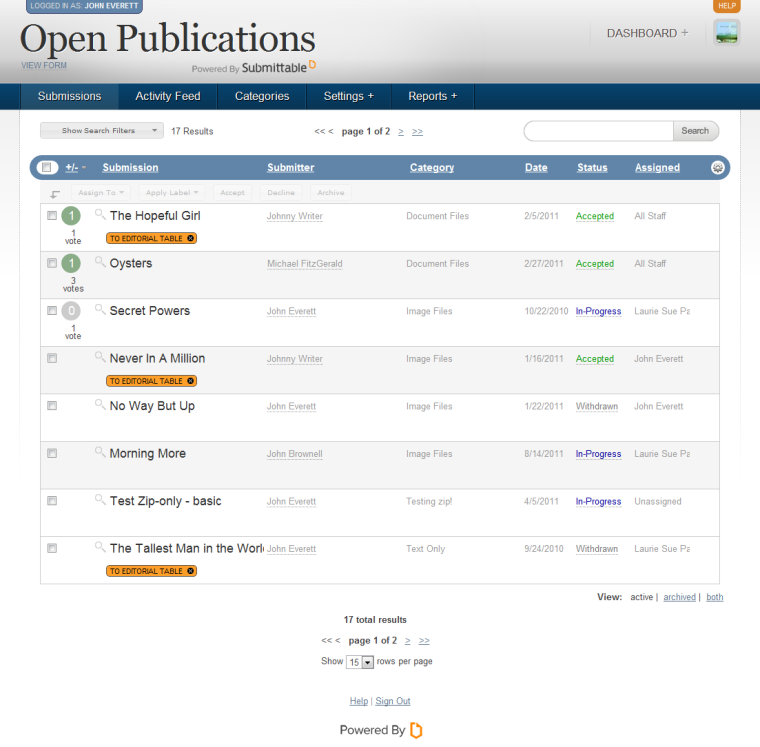 LOGGED IN AS: JOHN EVERETT
HELP
Open Publications
DASHBOARD +
VIEW FORM
Powered By Submittable
Submissions Activity Feed Categories Settings + Reports +
Show Search Filters 17 Results << < page 1 of 2 > >> Search
+/- Submission Submitter Category Date Status Assigned
Assign To Apply Label Accept Decline Archive
1 The Hopeful Girl Johnny Writer Document Files 2/5/2011 Accepted All Staff
1
vote
TO EDITORIAL TABLE
1 Oysters Michael FitzGerald Document Files 2/27/2011 Accepted All Staff
3
votes
0 Secret Powers John Everett Image Files 10/22/2010 In-Progress Laurie Sue Pa
1
vote
Never In A Million Johnny Writer Image Files 1/16/2011 Accepted John Everett
TO EDITORIAL TABLE
No Way But Up John Everett Image Files 1/22/2011 Withdrawn John Everett
Morning More John Brownell Image Files 8/14/2011 In-Progress Laurie Sue Pa
Test Zip-only - basic John Everett Testing zip! 4/5/2011 In-Progress Unassigned
The Tallest Man in the Worl John Everett Text Only 9/24/2010 Withdrawn Laurie Sue Pa
TO EDITORIAL TABLE
View: active | archived | both
17 total results
<< < page 1 of 2 > >>
Show 15 rows per page
Help | Sign Out
Powered By